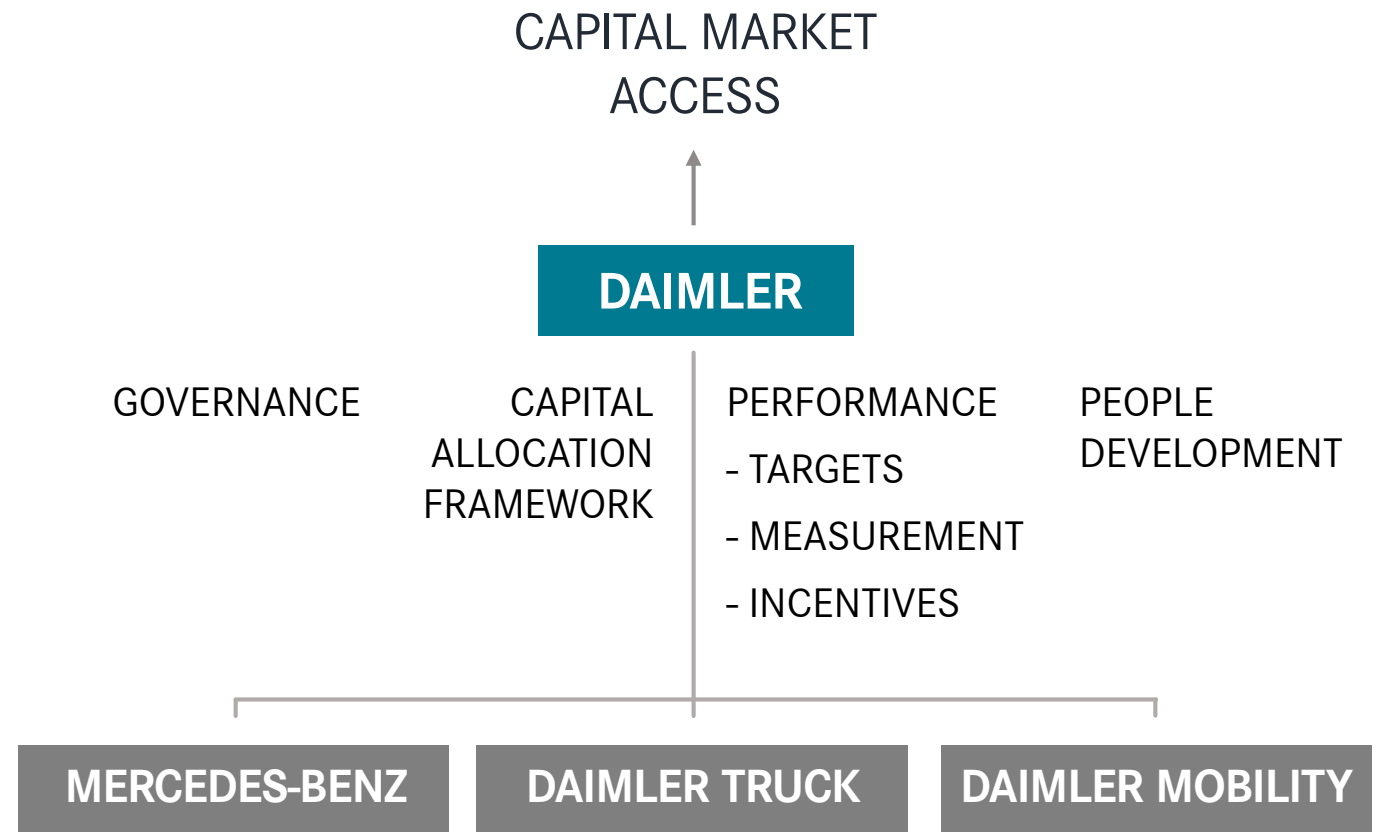 CAPITAL MARKET
ACCESS
DAIMLER
GOVERNANCE
CAPITAL
ALLOCATION
FRAMEWORK
PERFORMANCE
- TARGETS
- MEASUREMENT
- INCENTIVES
PEOPLE
DEVELOPMENT
MERCEDES-BENZ
DAIMLER TRUCK
DAIMLER MOBILITY